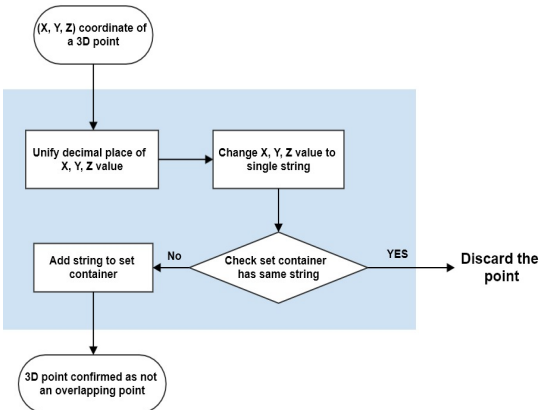 (X, Y, Z) coordinate of
a 3D point
Unify decimal place of
X, Y, Z value
Change X, Y, Z value to
single string
Check set container
has same string
YES
Discard the
point
No
Add string to set
container
3D point confirmed as not
an overlapping point